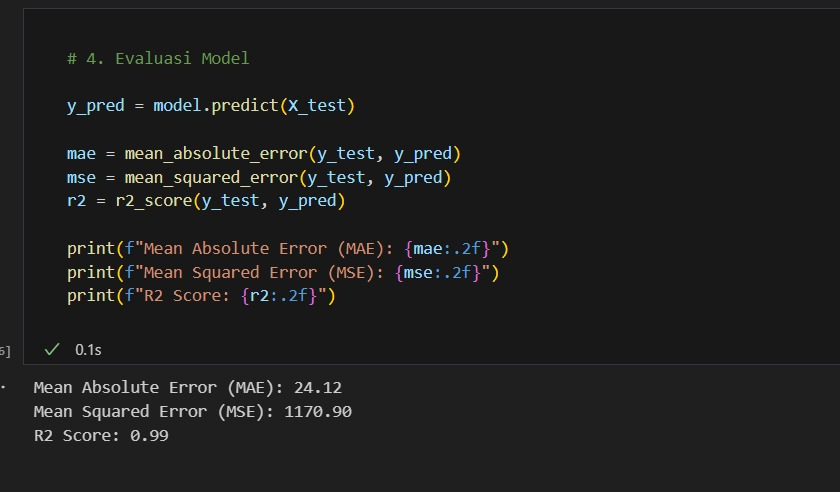 # 4. Evaluasi Model
y_pred = model.predict(X_test)
mae = mean_absolute_error(y_test, y_pred)
mse = mean_squared_error(y_test, y_pred)
r2 = r2_score(y_test, y_pred)
print(f"Mean Absolute Error (MAE): {mae:.2f}")
print(f"Mean Squared Error (MSE): {mse:.2f}")
print(f"R2 Score: {r2:.2f}")
6] 0.1s
Mean Absolute Error (MAE): 24.12
Mean Squared Error (MSE): 1170.90
R2 Score: 0.99